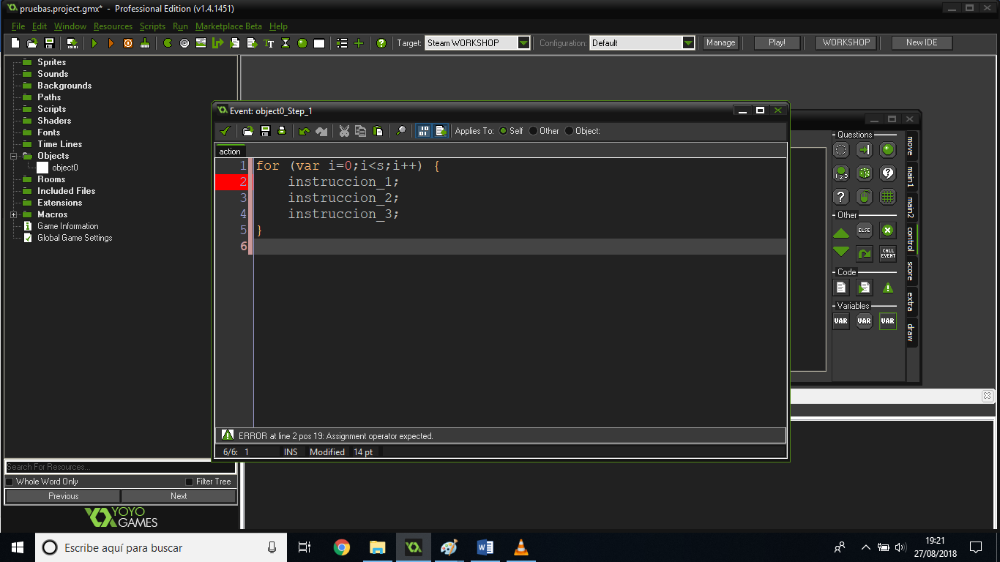 pruebas.project.gmx* - Professional Edition (v1.4.1451)
File Edit Window Resources Scripts Run Marketplace Beta Help
Target: Steam WORKSHOP Configuration: Default Manage Play! WORKSHOP New IDE
Sprites
Sounds
Backgrounds
Paths
Scripts
Shaders
Fonts
Time Lines
Objects
object0
Rooms
Included Files
Extensions
Macros
Game Information
Global Game Settings
Search For Resources...
Whole Word Only Filter Tree
Previous Next
YOYO
GAMES
Event: object0_Step_1
Applies To: Self Other Object:
action
1 for (var i=0;i<s;i++) {
2 instruccion_1;
3 instruccion_2;
4 instruccion_3;
5 }
6
ERROR at line 2 pos 19: Assignment operator expected.
6/6: 1 INS Modified 14 pt
Questions
1 2 3
?
?
Other
ELSE
CALL
EVENT
Code
Variables
VAR VAR VAR
move
main1
main2
control
score
extra
draw
Escribe aquí para buscar
19:21
27/08/2018